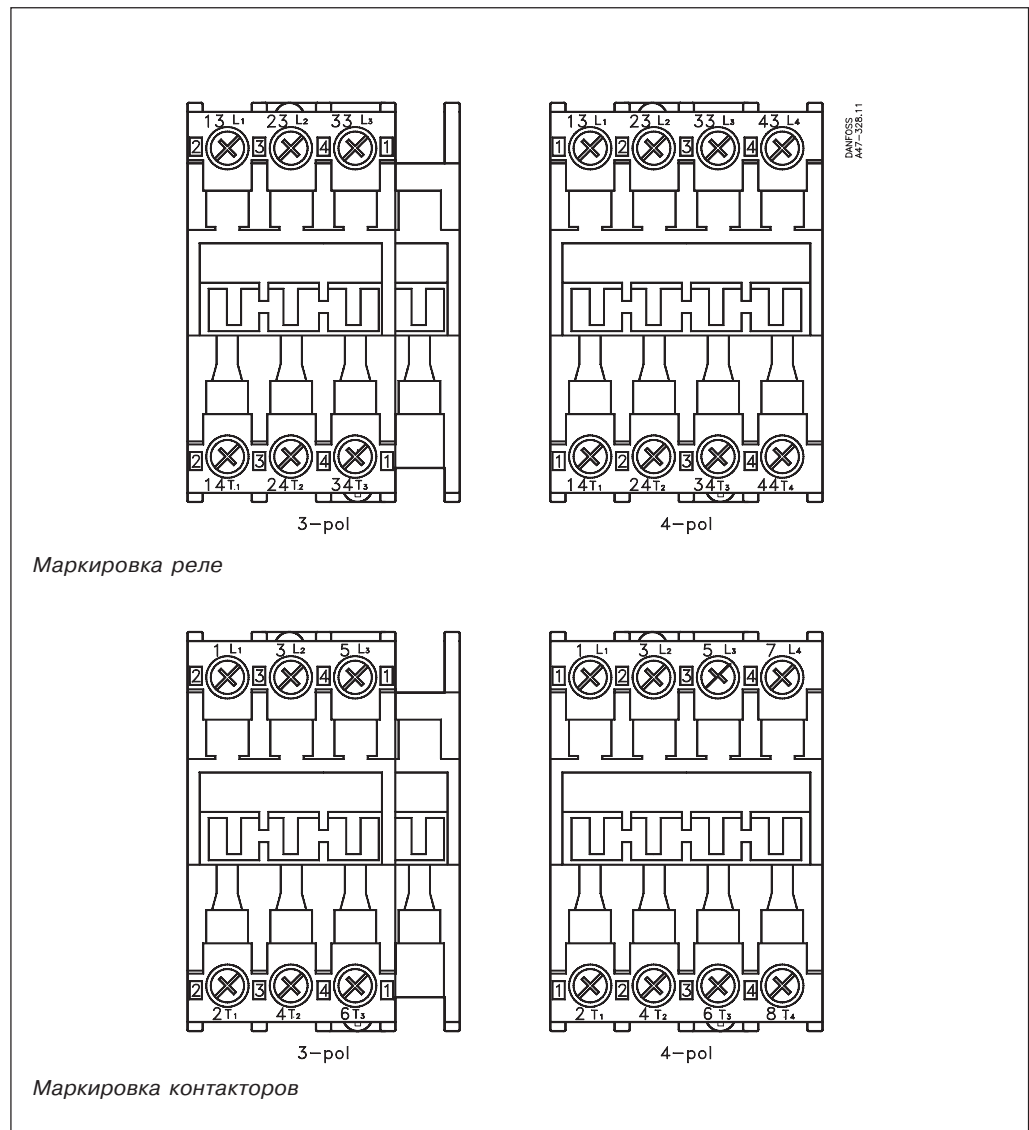 13 L1 23 L2 33 L3
2 3 4 1
2 3 4 1
14 T1 24 T2 34 T3
3-pol
13 L1 23 L2 33 L3 43 L4
1 2 3 4
1 2 3 4
14 T1 24 T2 34 T3 44 T4
4-pol
DANFOSS
A47-328.11
Маркировка реле
1 L1 3 L2 5 L3
2 3 4 1
2 3 4 1
2 T1 4 T2 6 T3
3-pol
1 L1 3 L2 5 L3 7 L4
1 2 3 4
1 2 3 4
2 T1 4 T2 6 T3 8 T4
4-pol
Маркировка контакторов